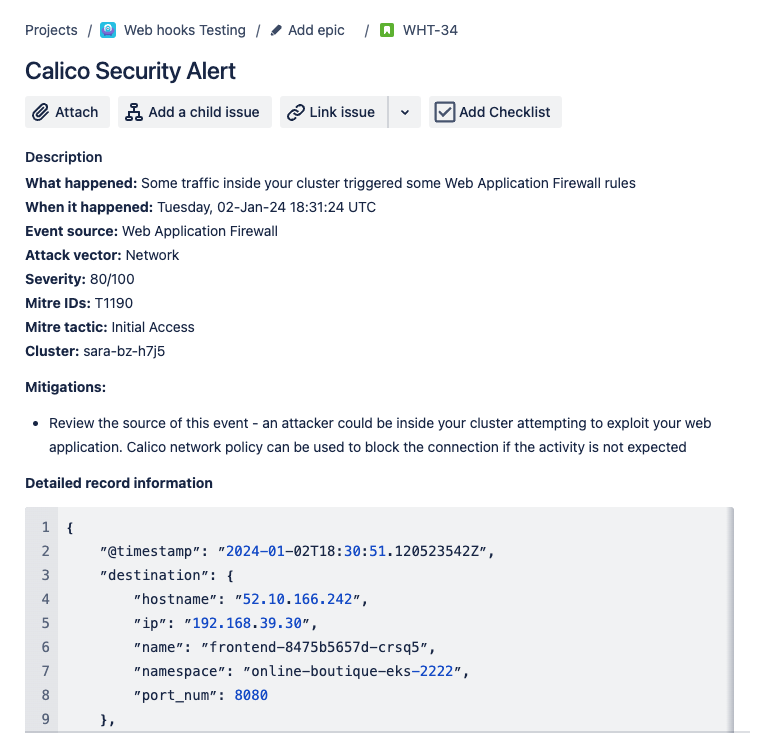 Projects / Web hooks Testing / Add epic / WHT-34
Calico Security Alert
Attach Add a child issue Link issue Add Checklist
Description
What happened: Some traffic inside your cluster triggered some Web Application Firewall rules
When it happened: Tuesday, 02-Jan-24 18:31:24 UTC
Event source: Web Application Firewall
Attack vector: Network
Severity: 80/100
Mitre IDs: T1190
Mitre tactic: Initial Access
Cluster: sara-bz-h7j5
Mitigations:
• Review the source of this event - an attacker could be inside your cluster attempting to exploit your web
application. Calico network policy can be used to block the connection if the activity is not expected
Detailed record information
1 {
2 "@timestamp": "2024-01-02T18:30:51.120523542Z",
3 "destination": {
4 "hostname": "52.10.166.242",
5 "ip": "192.168.39.30",
6 "name": "frontend-8475b5657d-crsq5",
7 "namespace": "online-boutique-eks-2222",
8 "port_num": 8080
9 },